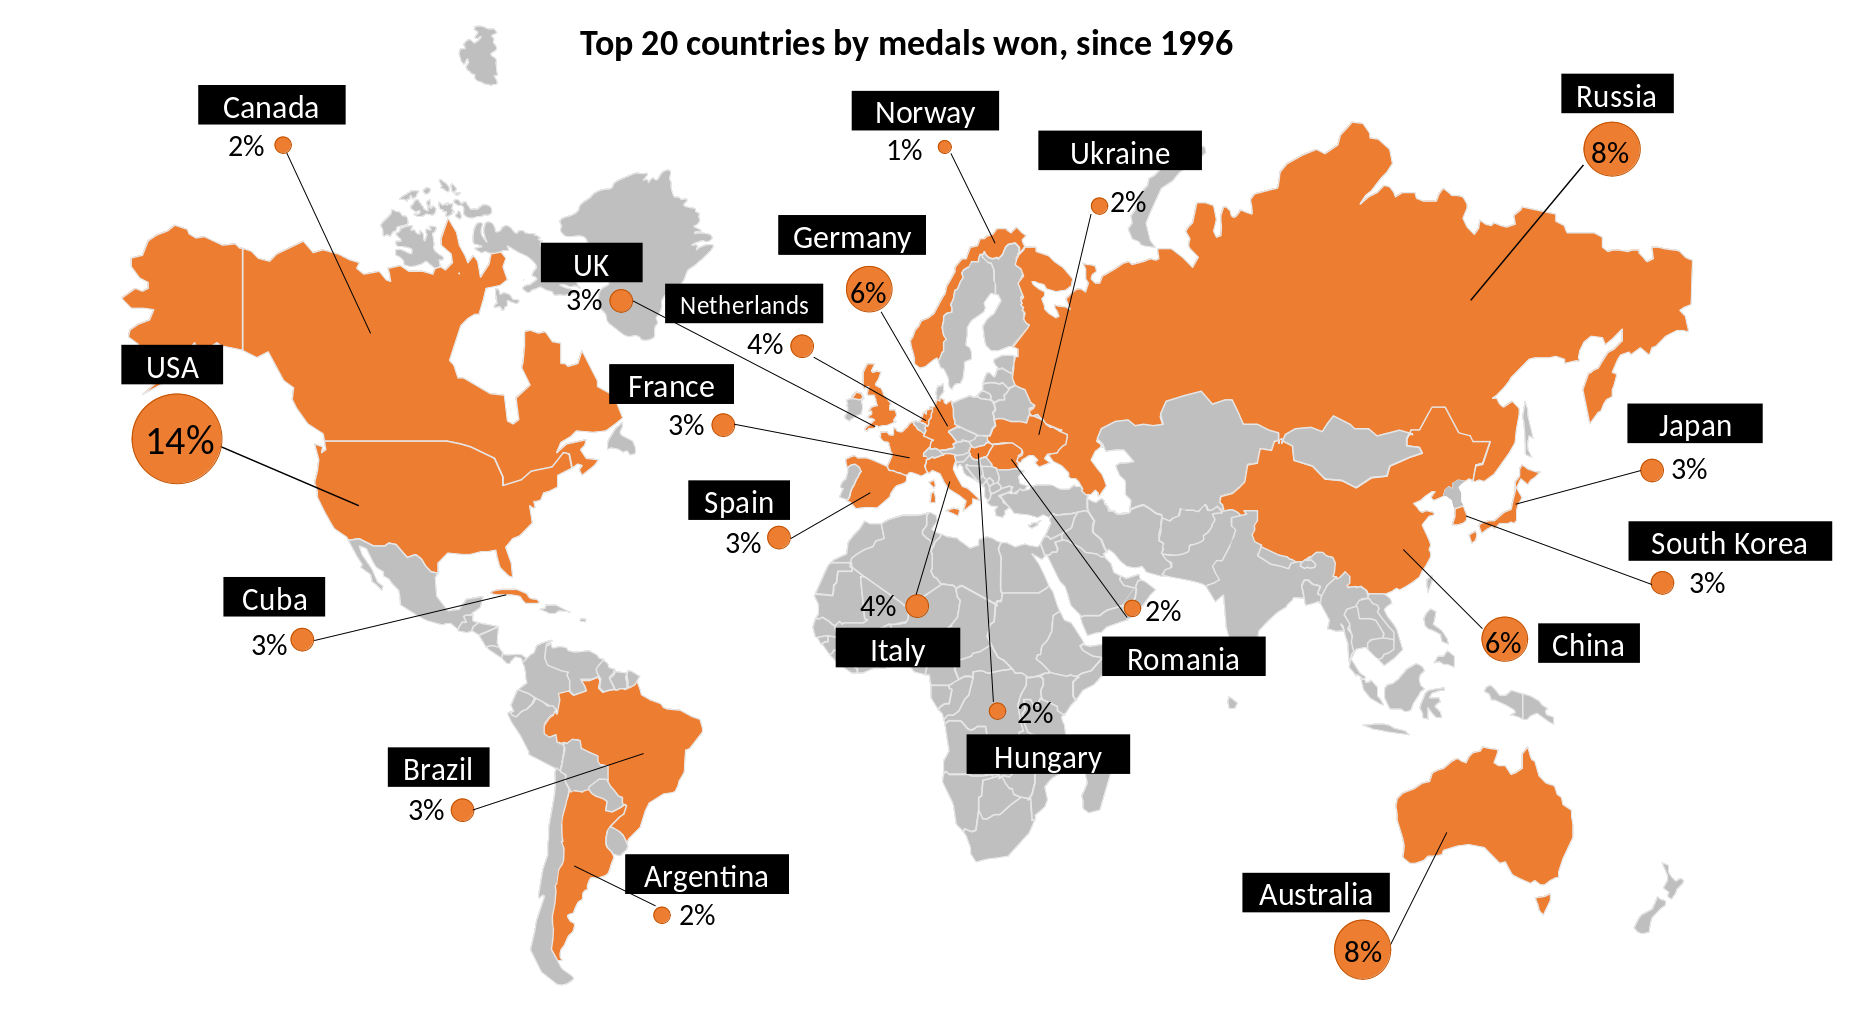 Top 20 countries by medals won, since 1996
Canada
2%
Norway
1%
Ukraine
2%
Russia
8%
Germany
6%
UK
3%
Netherlands
4%
USA
14%
France
3%
Japan
3%
Spain
3%
South Korea
3%
Cuba
3%
4%
Italy
2%
Romania
6%
China
2%
Hungary
Brazil
3%
Argentina
2%
Australia
8%